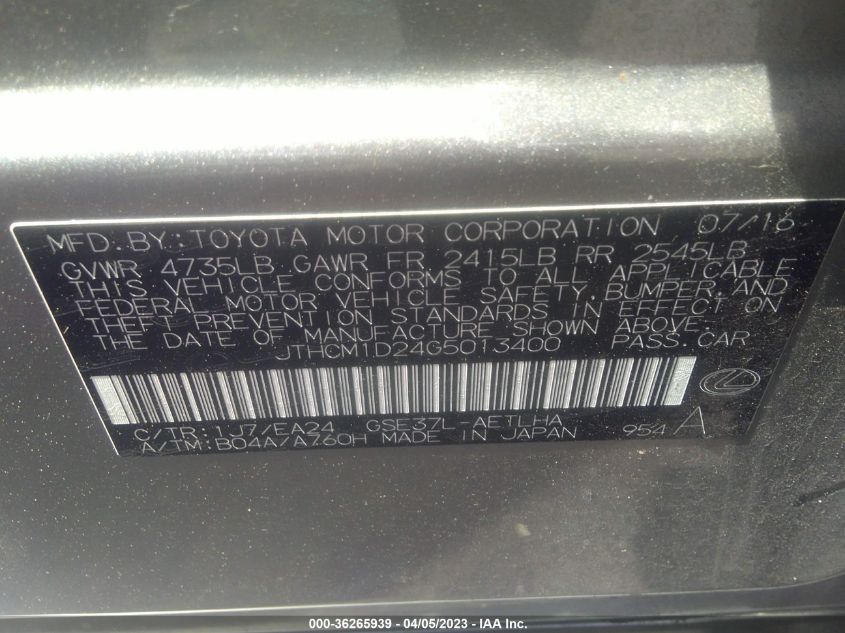 MFD.BY:TOYOTA MOTOR CORPORATION 07/16
GVWR 4735LB GAWR FR 2415LB RR 2545LB
THIS VEHICLE CONFORMS TO ALL APPLICABLE
FEDERAL MOTOR VEHICLE SAFETY,BUMPER,AND
THEFT PREVENTION STANDARDS IN EFFECT ON
THE DATE OF MANUFACTURE SHOWN ABOVE.
JTHCM1D24G5013400 PASS.CAR
C/TR:1J7/EA24 GSE37L-AETLHA
A/TM:B04A/A760H MADE IN JAPAN 954 A
000-36265939 - 04/05/2023 - IAA Inc.